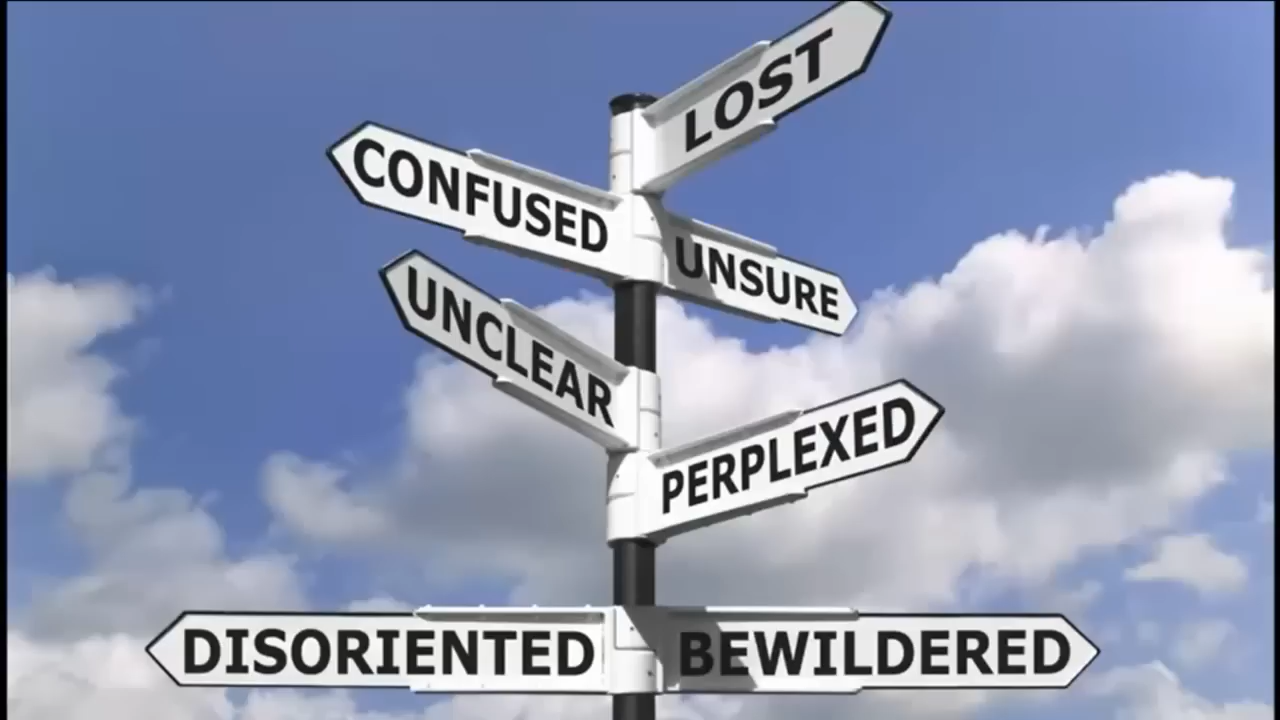 LOST
CONFUSED
UNSURE
UNCLEAR
PERPLEXED
DISORIENTED
BEWILDERED